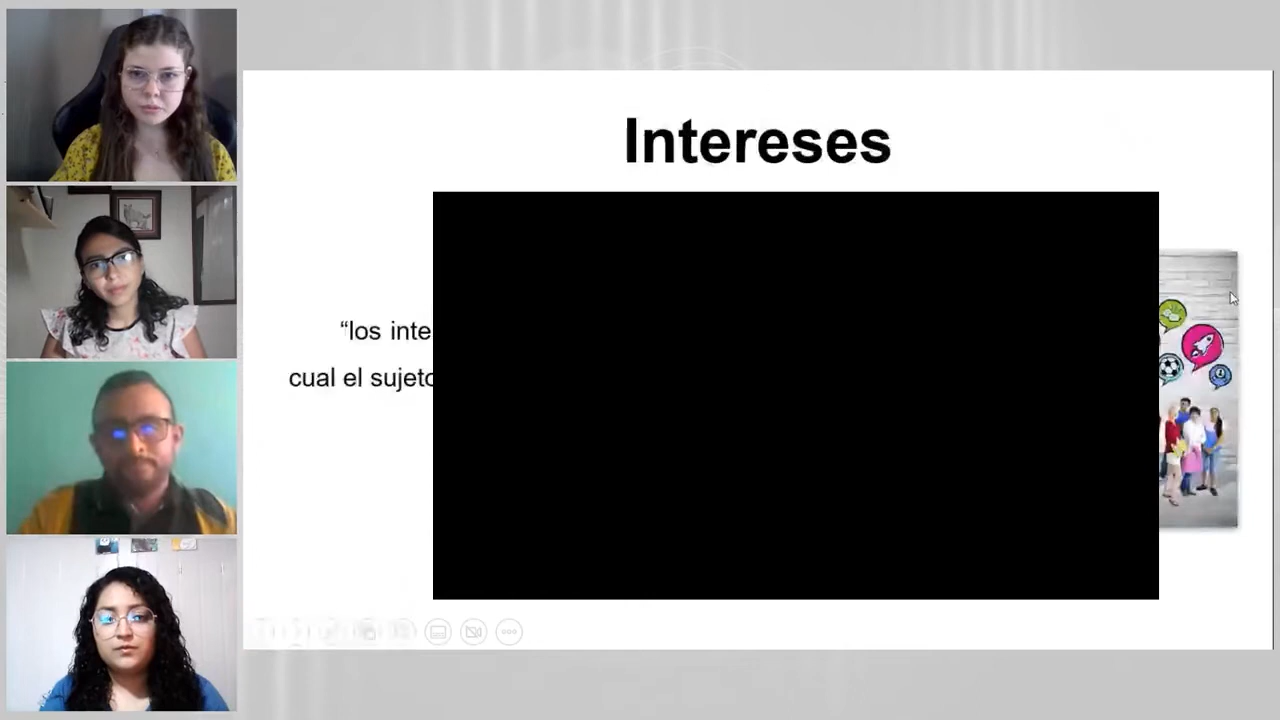 Intereses
“los inte
cual el sujeto